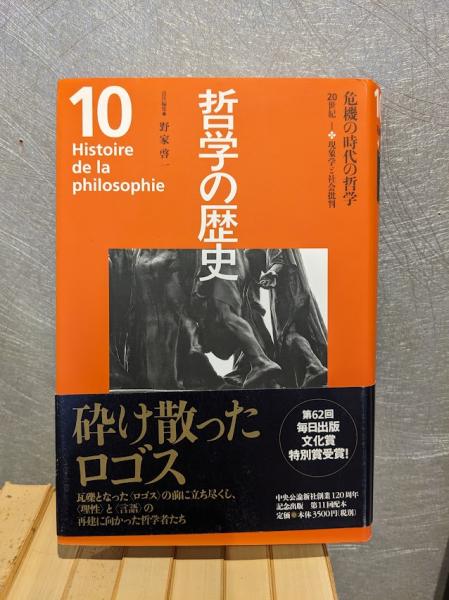 10
Histoire
de la
philosophie
責任編集●野家啓一
哲学の歴史
危機の時代の哲学
20世紀 I 現象学と社会批判
砕け散った
ロゴス
瓦礫となった〈ロゴス〉の前に立ち尽くし、
〈理性〉と〈言語〉の
再建に向かった哲学者たち
第62回
毎日出版
文化賞
特別賞受賞!
中央公論新社創業120周年
記念出版 第11回配本
定価●本体3500円(税別)